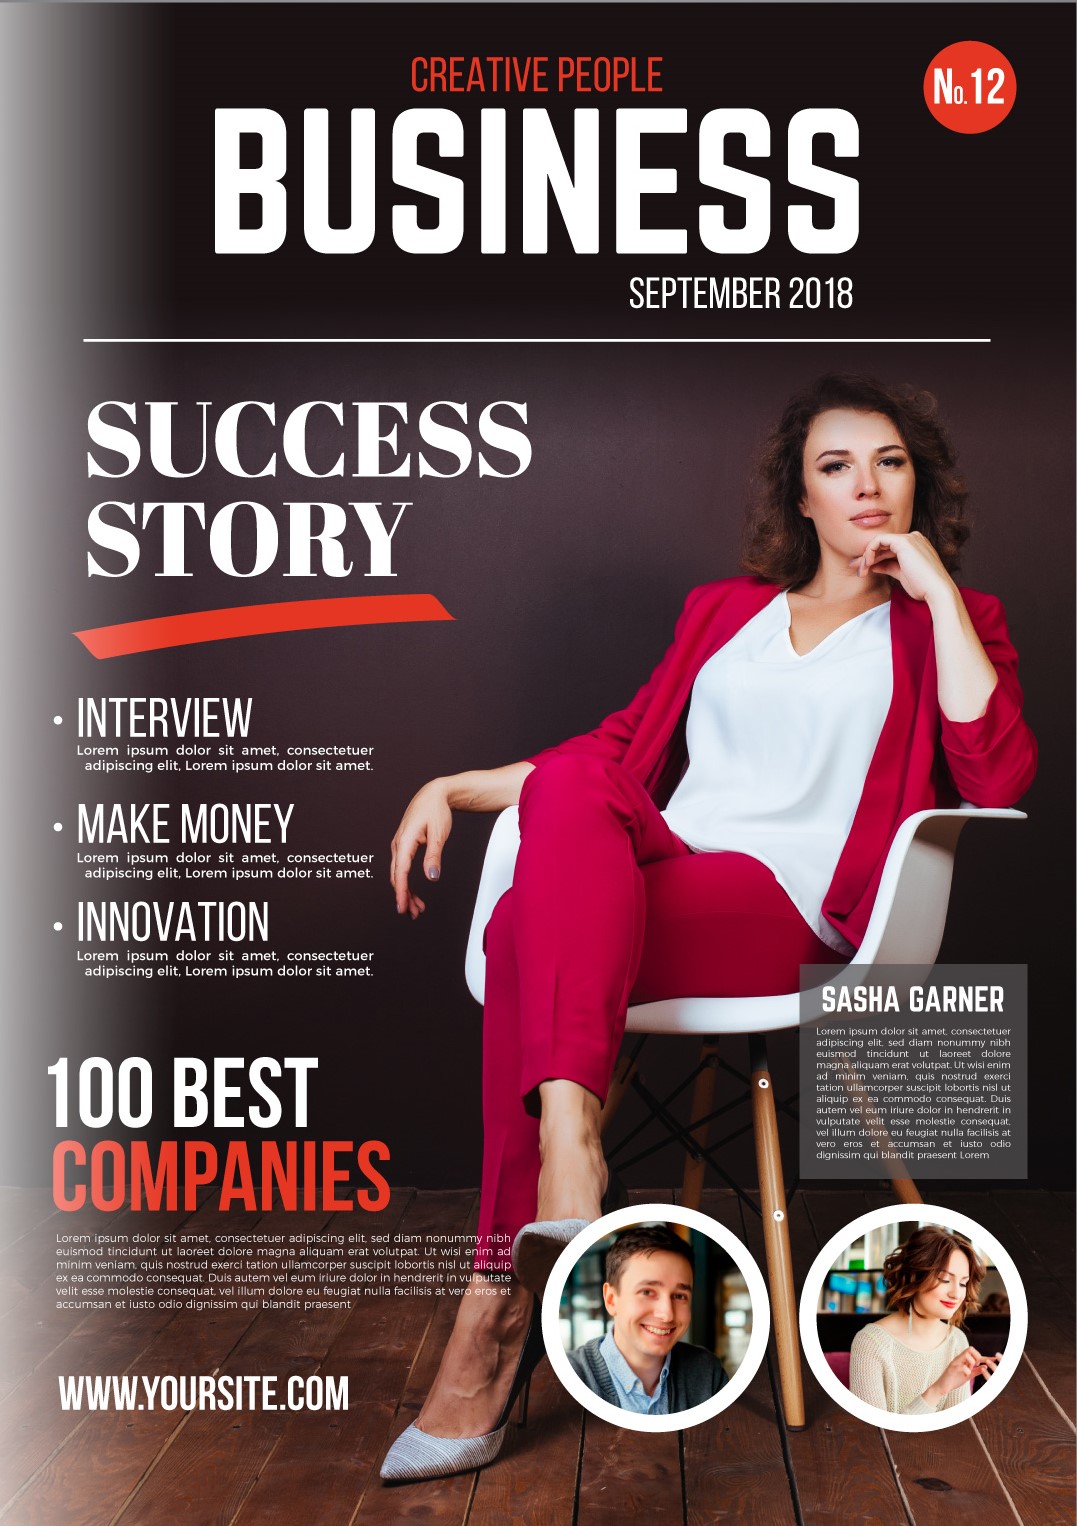 CREATIVE PEOPLE
No.12
BUSINESS
SEPTEMBER 2018
SUCCESS
STORY
• INTERVIEW
Lorem ipsum dolor sit amet, consectetuer
adipiscing elit, Lorem ipsum dolor sit amet.
• MAKE MONEY
Lorem ipsum dolor sit amet, consectetuer
adipiscing elit, Lorem ipsum dolor sit amet.
• INNOVATION
Lorem ipsum dolor sit amet, consectetuer
adipiscing elit, Lorem ipsum dolor sit amet.
SASHA GARNER
Lorem ipsum dolor sit amet, consectetuer
adipiscing elit, sed diam nonummy nibh
euismod tincidunt ut laoreet dolore
magna aliquam erat volutpat. Ut wisi enim
ad minim veniam, quis nostrud exerci
tation ullamcorper suscipit lobortis nisl ut
aliquip ex ea commodo consequat. Duis
autem vel eum iriure dolor in hendrerit in
vulputate velit esse molestie consequat,
vel illum dolore eu feugiat nulla facilisis at
vero eros et accumsan et iusto odio
dignissim qui blandit praesent Lorem
100 BEST
COMPANIES
Lorem ipsum dolor sit amet, consectetuer adipiscing elit, sed diam nonummy nibh
euismod tincidunt ut laoreet dolore magna aliquam erat volutpat. Ut wisi enim ad
minim veniam, quis nostrud exerci tation ullamcorper suscipit lobortis nisl ut aliquip
ex ea commodo consequat. Duis autem vel eum iriure dolor in hendrerit in vulputate
velit esse molestie consequat, vel illum dolore eu feugiat nulla facilisis at vero eros et
accumsan et iusto odio dignissim qui blandit praesent
WWW.YOURSITE.COM